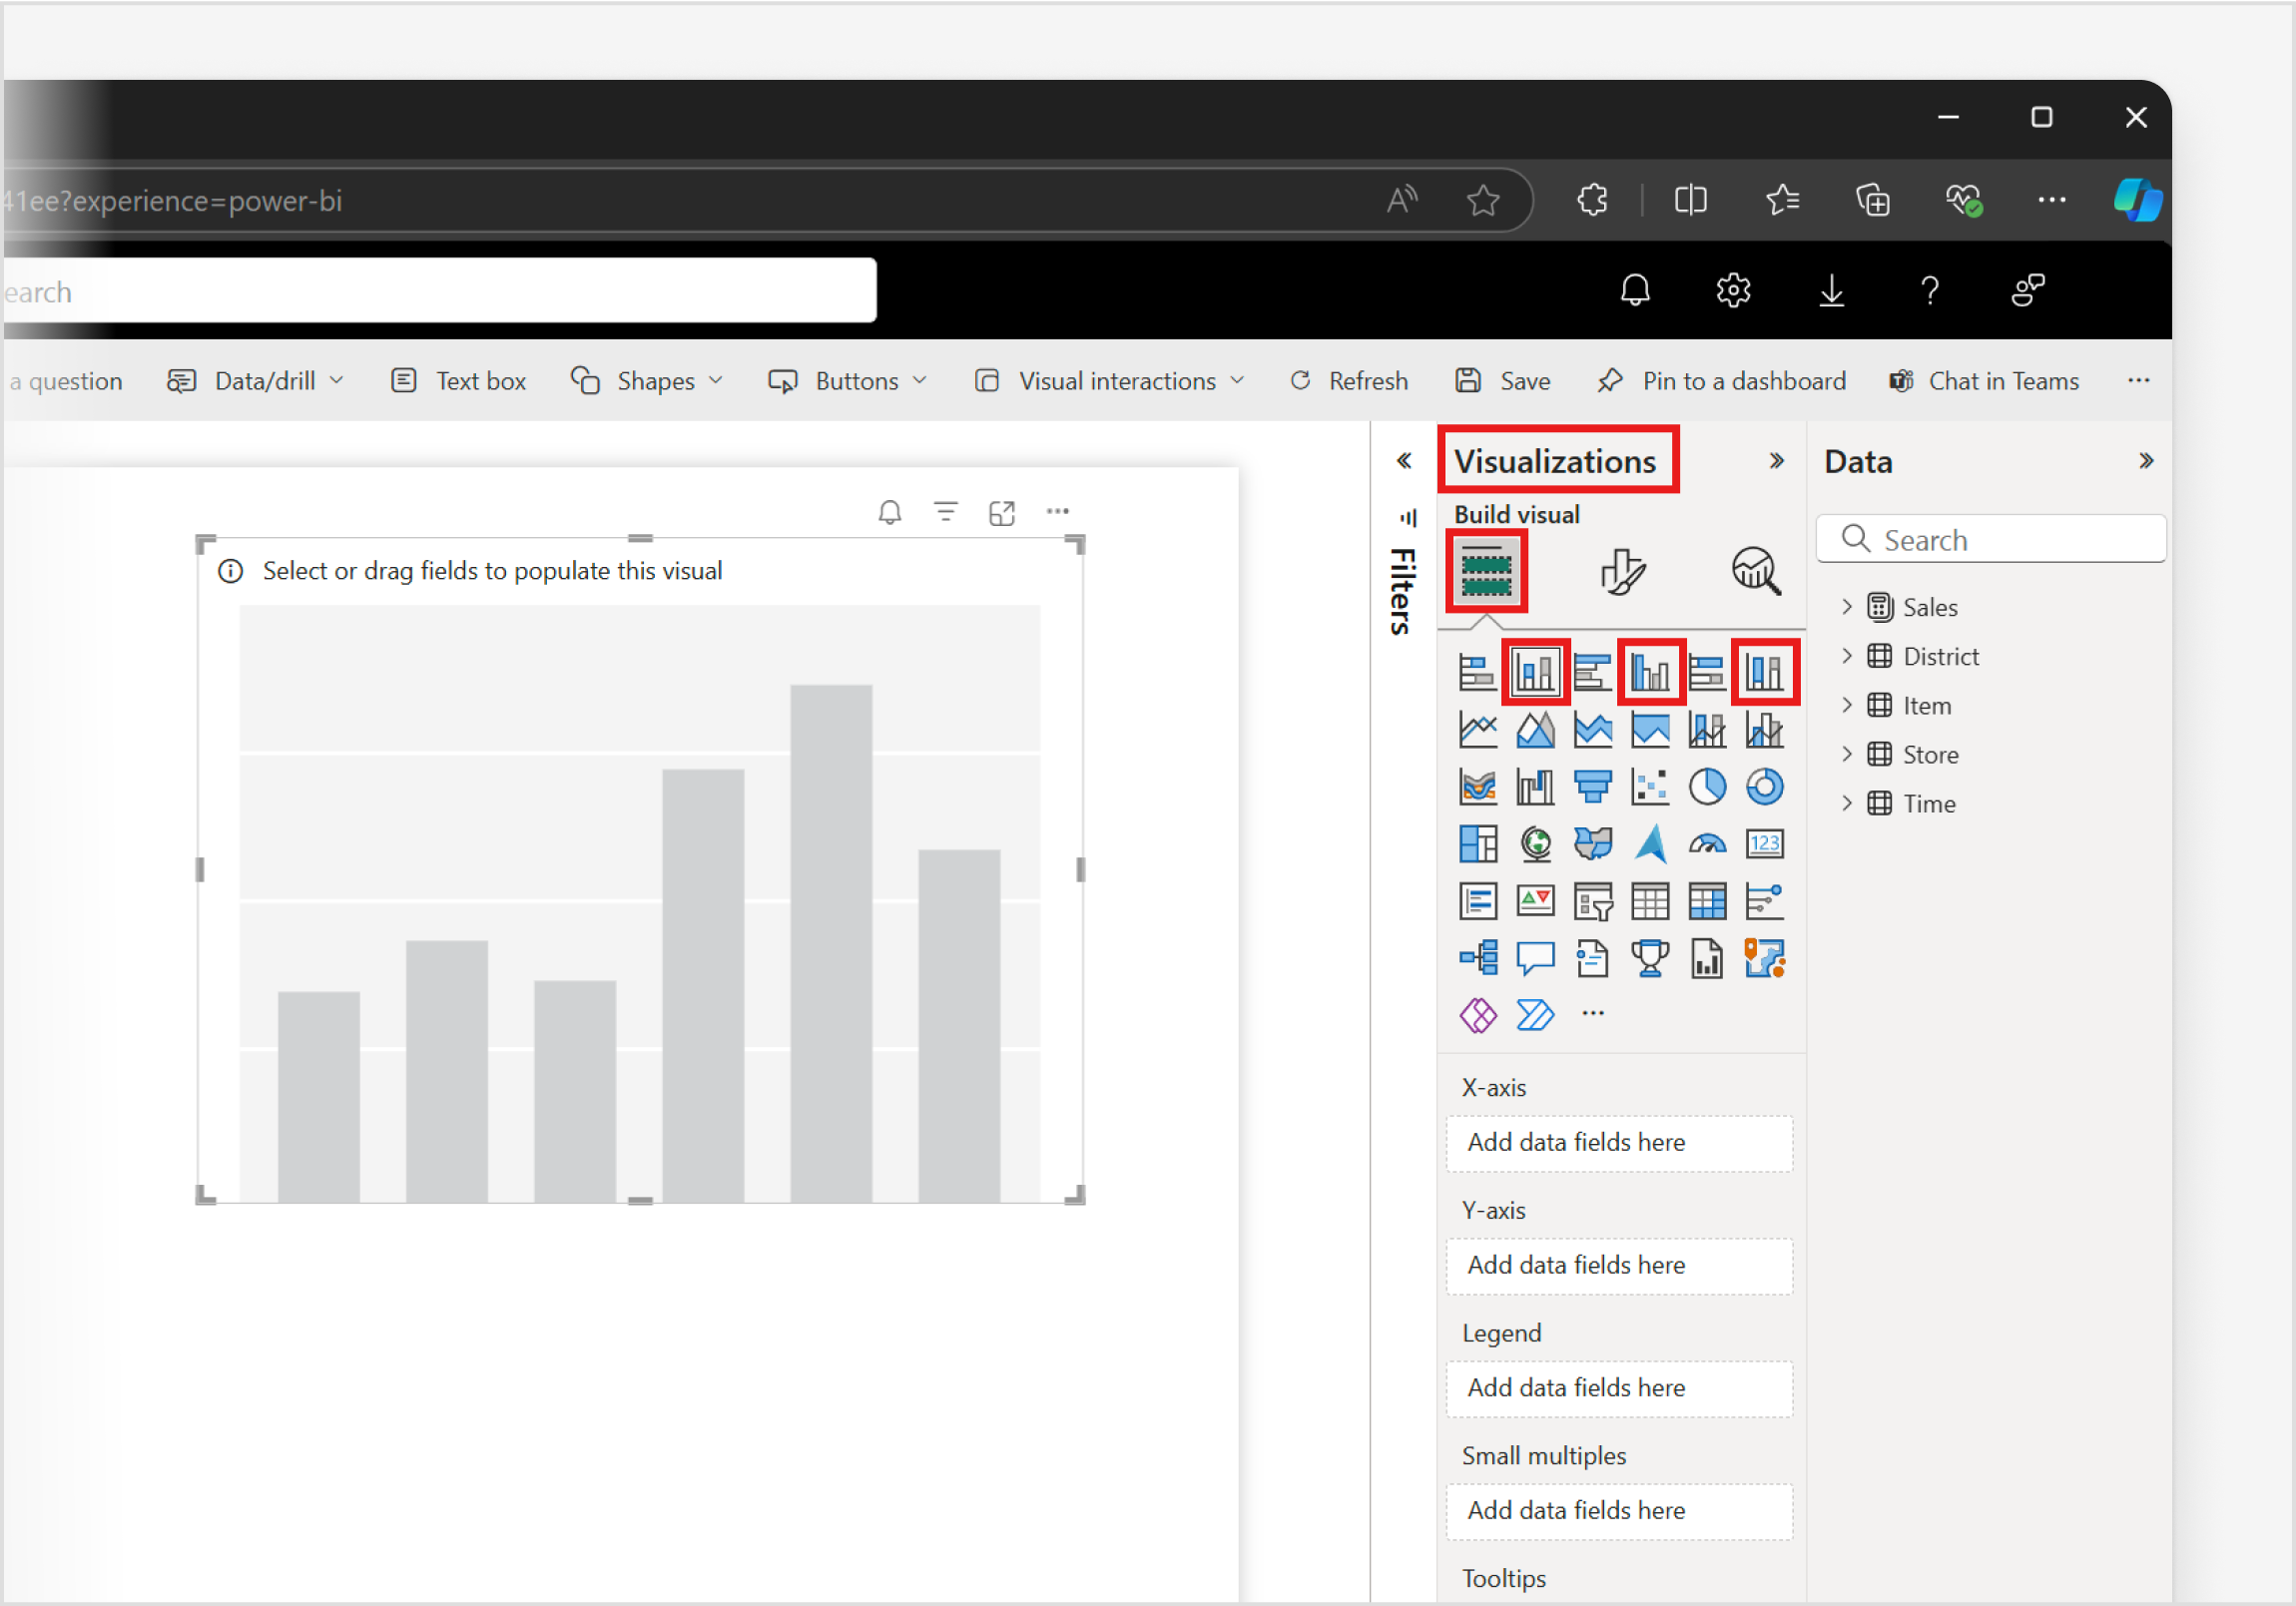 41ee?experience=power-bi
earch
a question Data/drill Text box Shapes Buttons Visual interactions Refresh Save Pin to a dashboard Chat in Teams
Select or drag fields to populate this visual
Filters
Visualizations
Build visual
123
X-axis
Add data fields here
Y-axis
Add data fields here
Legend
Add data fields here
Small multiples
Add data fields here
Tooltips
Data
Search
Sales
District
Item
Store
Time